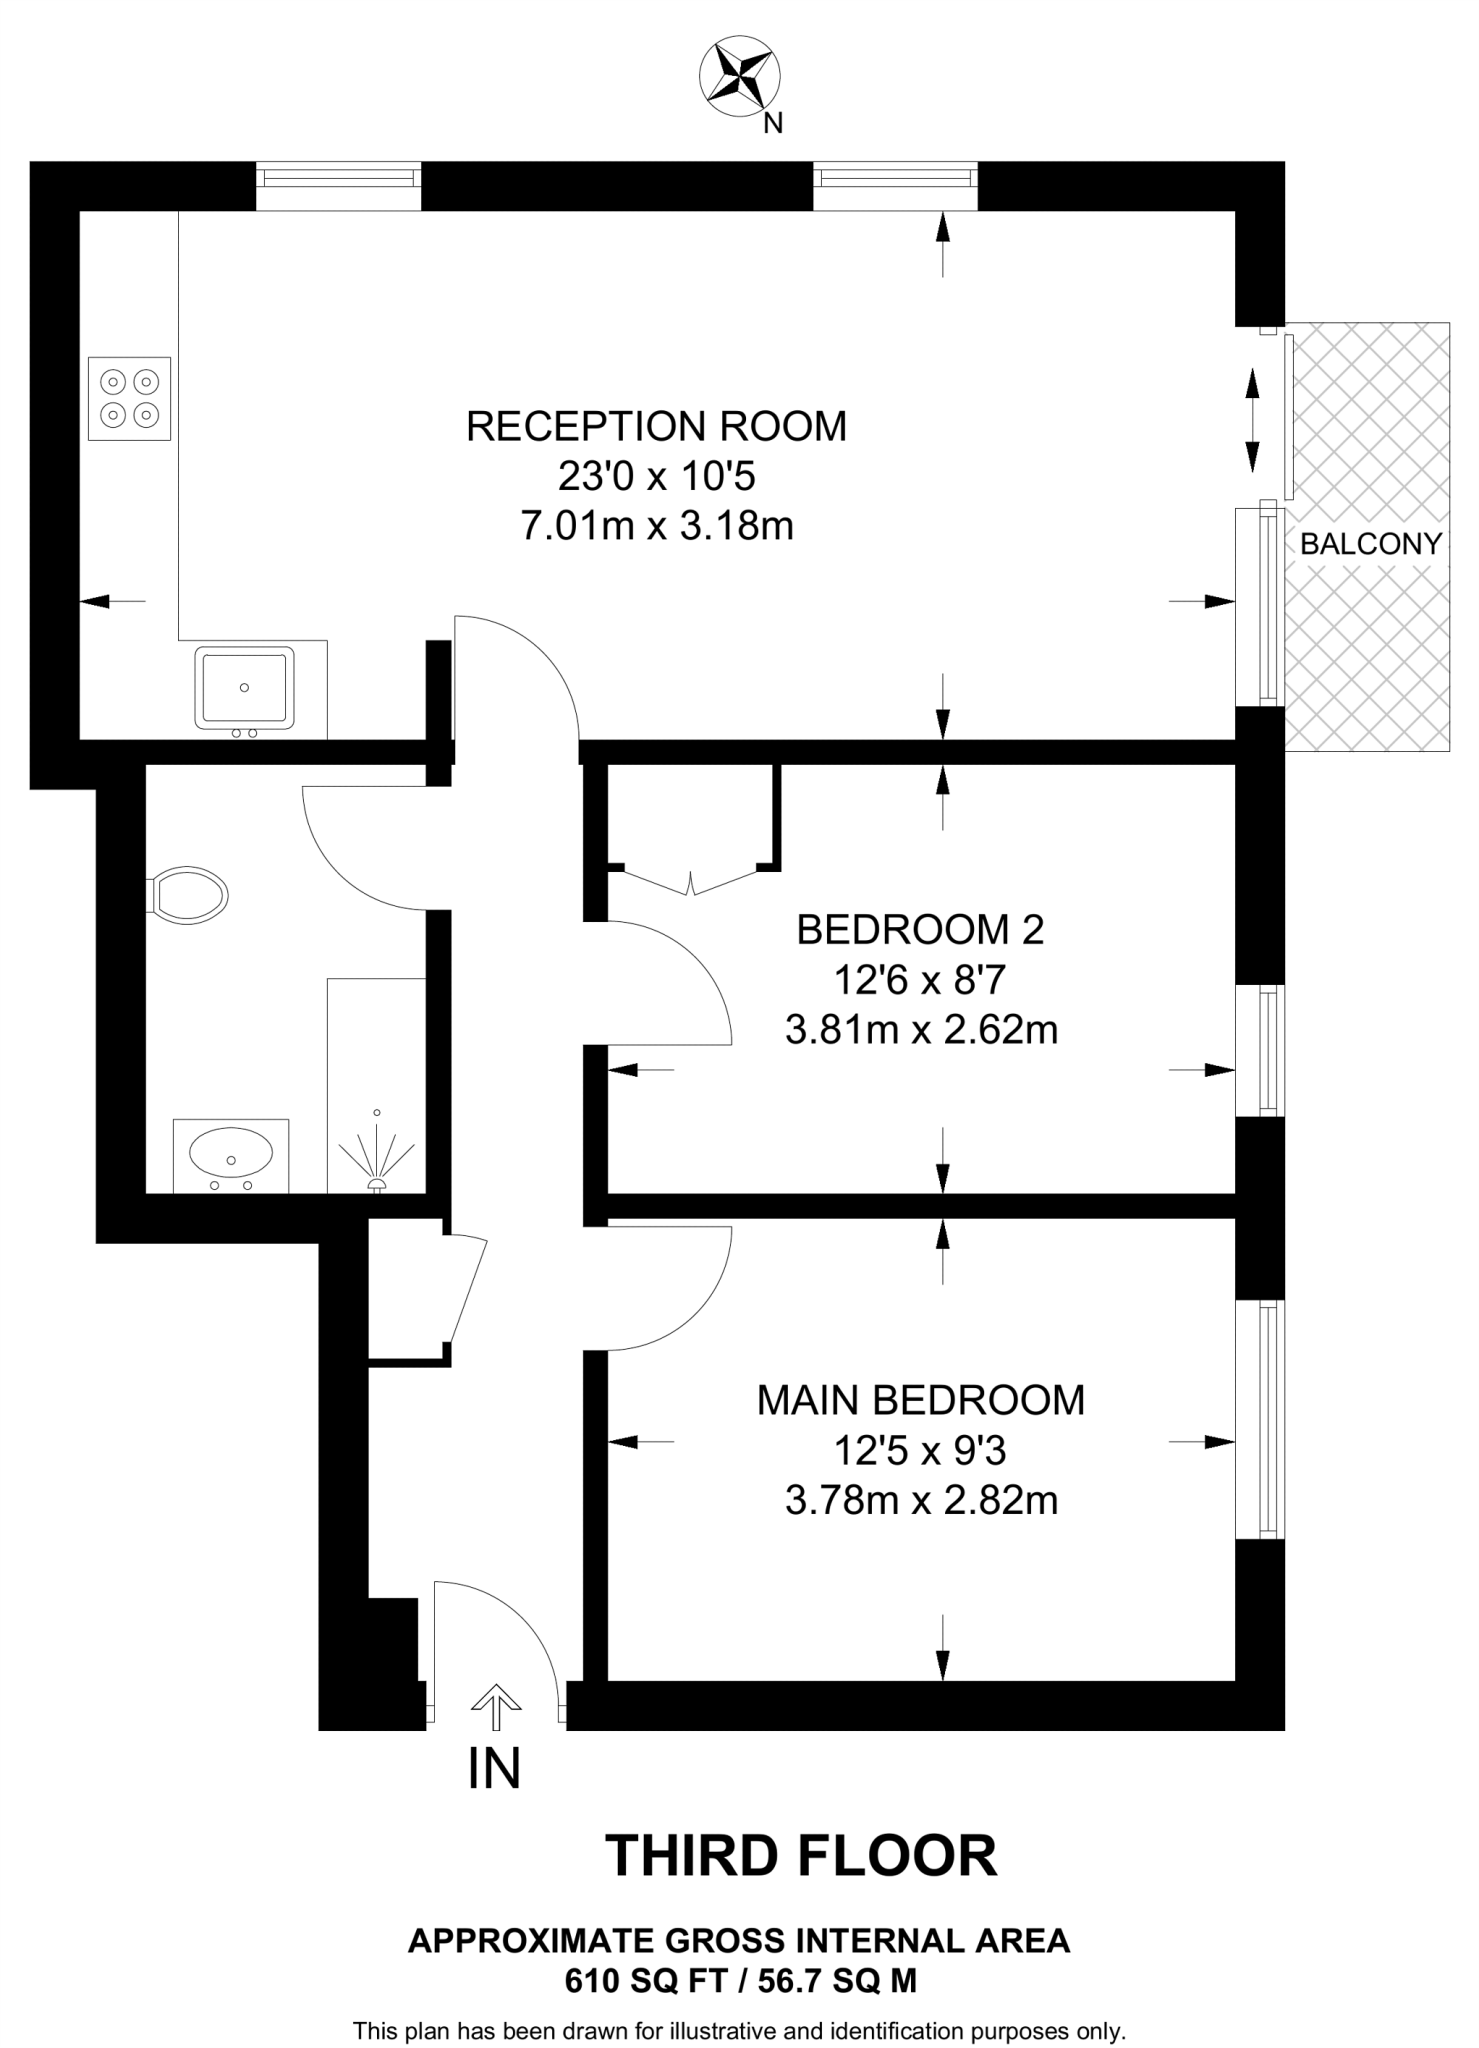 N
RECEPTION ROOM
23'0 x 10'5
7.01m x 3.18m
BALCONY
BEDROOM 2
12'6 x 8'7
3.81m x 2.62m
MAIN BEDROOM
12'5 x 9'3
3.78m x 2.82m
IN
THIRD FLOOR
APPROXIMATE GROSS INTERNAL AREA
610 SQ FT / 56.7 SQ M
This plan has been drawn for illustrative and identification purposes only.